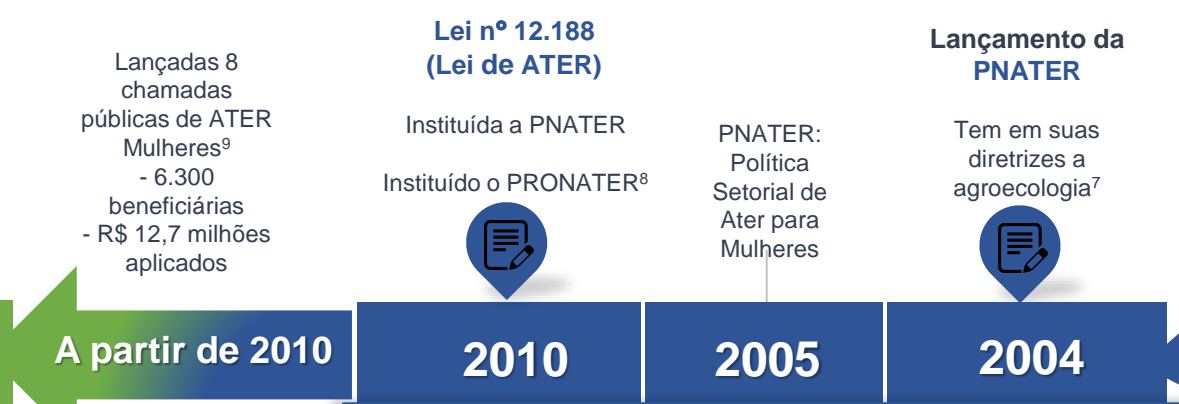 Lançadas 8
chamadas
públicas de ATER
Mulheres⁹
- 6.300
beneficiárias
- R$ 12,7 milhões
aplicados
A partir de 2010
Lei nº 12.188
(Lei de ATER)
Instituída a PNATER
Instituído o PRONATER⁸
2010
PNATER:
Política
Setorial de
Ater para
Mulheres
2005
Lançamento da
PNATER
Tem em suas
diretrizes a
agroecologia⁷
2004